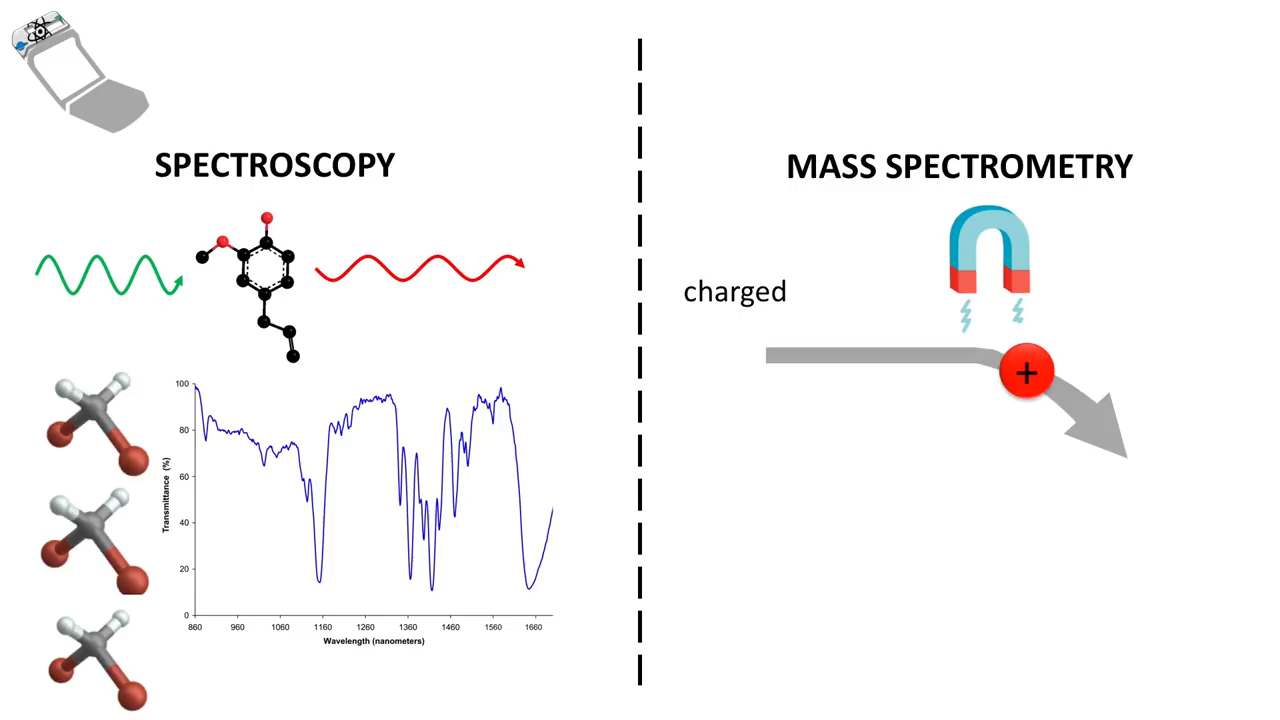 SPECTROSCOPY
Transmittance (%)
100
80
60
40
20
0
860 960 1060 1160 1260 1360 1460 1560 1660
Wavelength (nanometers)
MASS SPECTROMETRY
charged
+